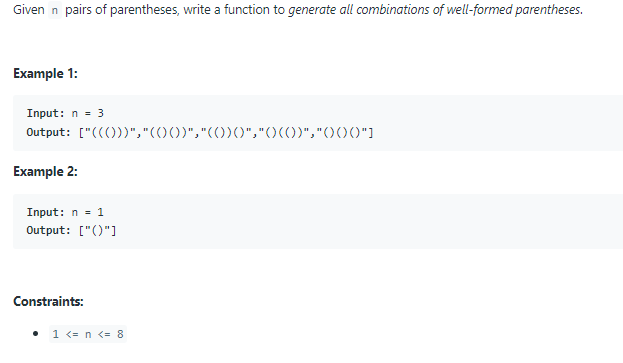 Given n pairs of parentheses, write a function to generate all combinations of well-formed parentheses.
Example 1:
Input: n = 3
Output: ["((()))","(()())","(())()","()(())","()()()"]
Example 2:
Input: n = 1
Output: ["()"]
Constraints:
• 1 <= n <= 8